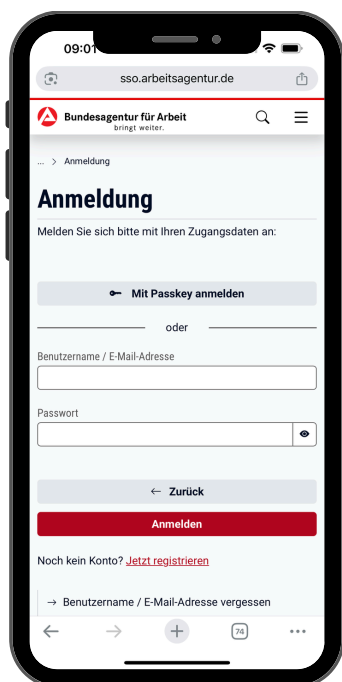 09:01
sso.arbeitsagentur.de
Bundesagentur für Arbeit
bringt weiter.
... > Anmeldung
Anmeldung
Melden Sie sich bitte mit Ihren Zugangsdaten an:
Mit Passkey anmelden
oder
Benutzername / E-Mail-Adresse
Passwort
← Zurück
Anmelden
Noch kein Konto? Jetzt registrieren
→ Benutzername / E-Mail-Adresse vergessen
74